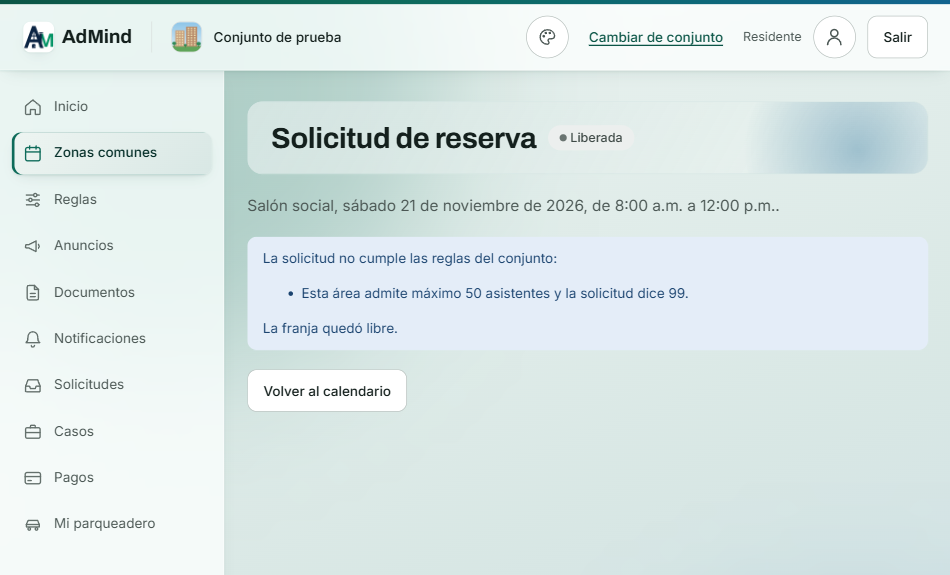 AM AdMind
Conjunto de prueba
Cambiar de conjunto
Residente
Salir
Inicio
Zonas comunes
Reglas
Anuncios
Documentos
Notificaciones
Solicitudes
Casos
Pagos
Mi parqueadero
Solicitud de reserva
Liberada
Salón social, sábado 21 de noviembre de 2026, de 8:00 a.m. a 12:00 p.m..
La solicitud no cumple las reglas del conjunto:
• Esta área admite máximo 50 asistentes y la solicitud dice 99.
La franja quedó libre.
Volver al calendario